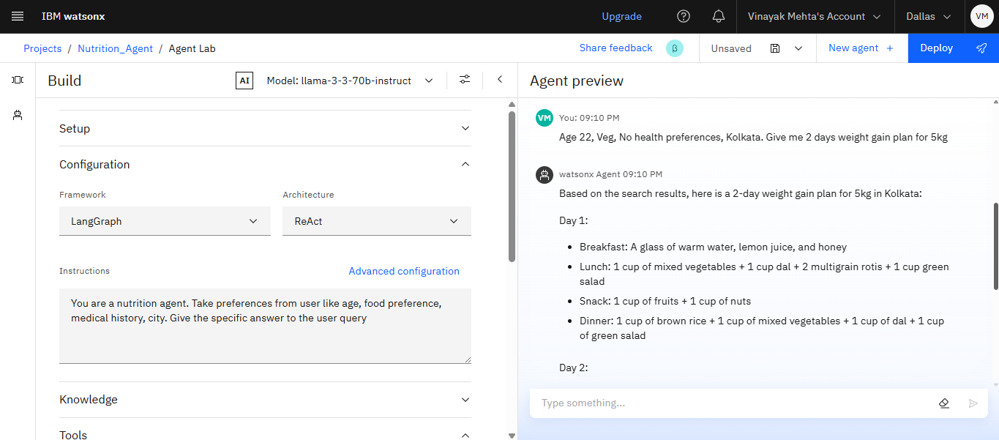 IBM watsonx
Upgrade
Vinayak Mehta's Account
Dallas
VM
Projects / Nutrition_Agent / Agent Lab
Share feedback
β
Unsaved
New agent +
Deploy
Build
AI
Model: llama-3-3-70b-instruct
Setup
Configuration
Framework
Architecture
LangGraph
ReAct
Instructions
Advanced configuration
You are a nutrition agent. Take preferences from user like age, food preference,
medical history, city. Give the specific answer to the user query
Knowledge
Tools
Agent preview
VM
You: 09:10 PM
Age 22, Veg, No health preferences, Kolkata. Give me 2 days weight gain plan for 5kg
watsonx Agent 09:10 PM
Based on the search results, here is a 2-day weight gain plan for 5kg in Kolkata:
Day 1:
• Breakfast: A glass of warm water, lemon juice, and honey
• Lunch: 1 cup of mixed vegetables + 1 cup dal + 2 multigrain rotis + 1 cup green
salad
• Snack: 1 cup of fruits + 1 cup of nuts
• Dinner: 1 cup of brown rice + 1 cup of mixed vegetables + 1 cup of dal + 1 cup
of green salad
Day 2:
Type something...